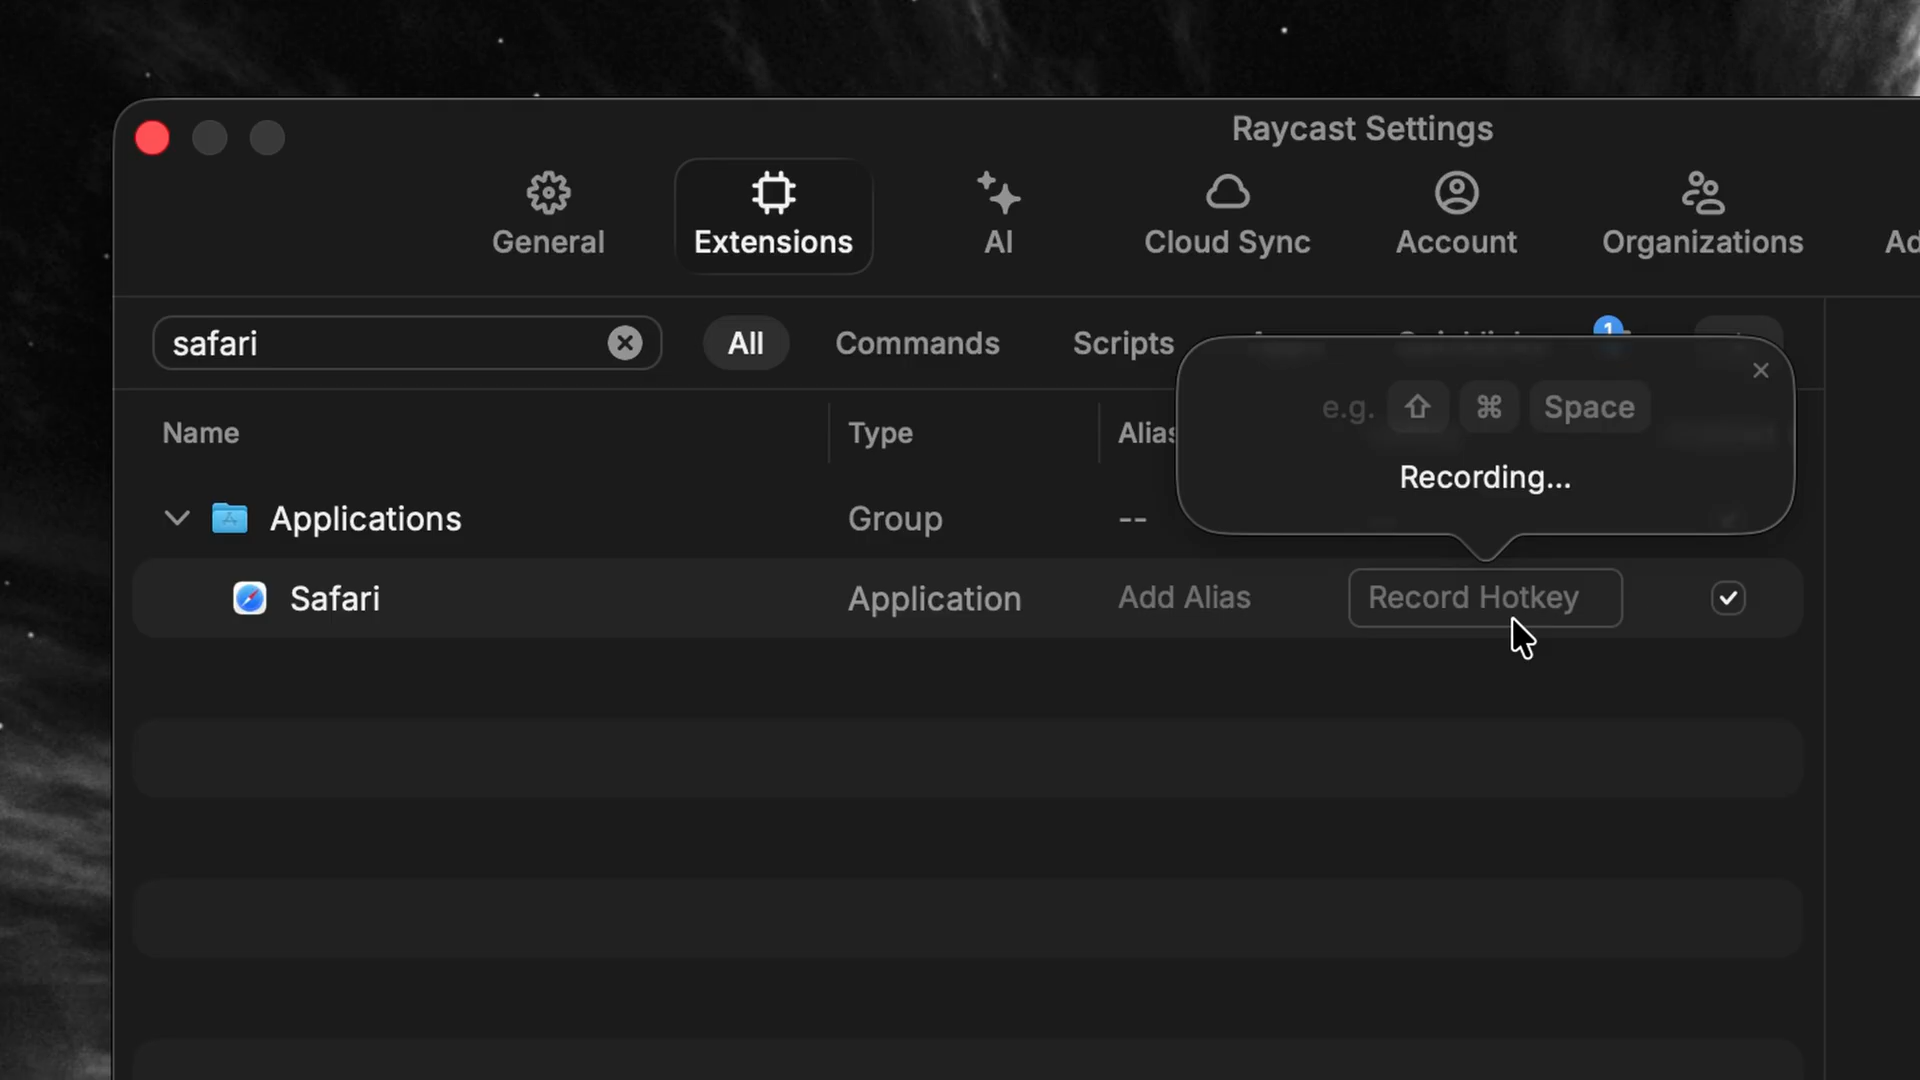 Raycast Settings
General
Extensions
AI
Cloud Sync
Account
Organizations
safari
All
Commands
Scripts
1
e.g. ⇧ ⌘ Space
Recording...
Name
Type
Applications
Group
--
Safari
Application
Add Alias
Record Hotkey